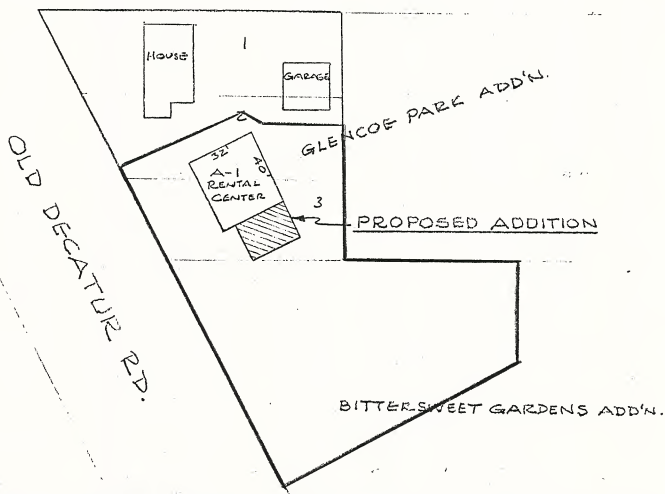 1
HOUSE
GARAGE
2
GLENCOE PARK ADD'N.
32'
40'
A-1
RENTAL
CENTER
3
PROPOSED ADDITION
OLD DECATUR RD.
BITTERSWEET GARDENS ADD'N.